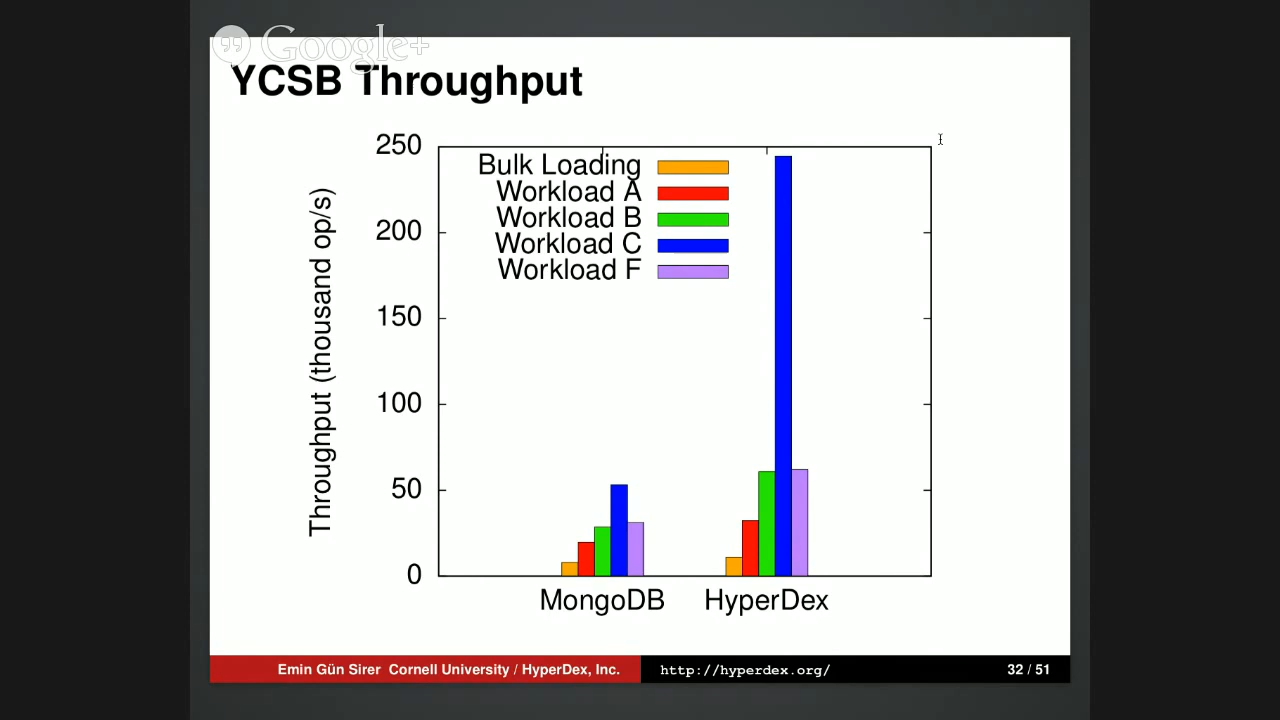 Google+
YCSB Throughput
250
200
150
100
50
0
Throughput (thousand op/s)
Bulk Loading
Workload A
Workload B
Workload C
Workload F
MongoDB HyperDex
Emin Gün Sirer Cornell University / HyperDex, Inc. http://hyperdex.org/ 32 / 51